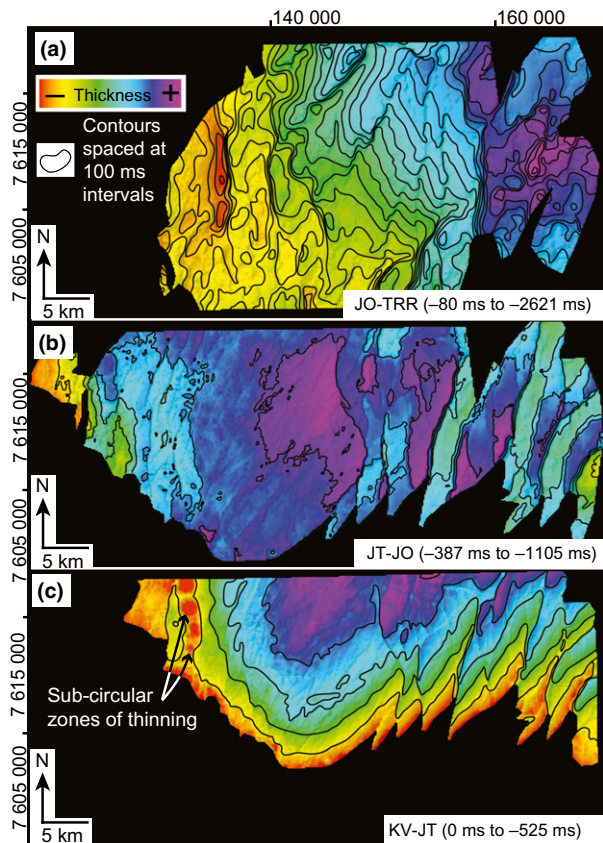 140 000 160 000
(a)
– Thickness +
Contours
spaced at
100 ms
intervals
7 615 000
7 605 000
N
5 km
JO-TRR (–80 ms to –2621 ms)
(b)
7 615 000
7 605 000
N
5 km
JT-JO (–387 ms to –1105 ms)
(c)
Sub-circular
zones of thinning
7 615 000
7 605 000
N
5 km
KV-JT (0 ms to –525 ms)